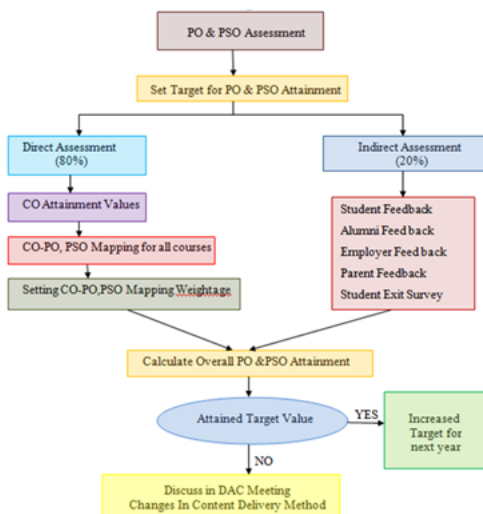 PO & PSO Assessment
Set Target for PO & PSO Attainment
Direct Assessment
(80%)
Indirect Assessment
(20%)
CO Attainment Values
CO-PO, PSO Mapping for all courses
Setting CO-PO,PSO Mapping Weightage
Student Feedback
Alumni Feed back
Employer Feed back
Parent Feedback
Student Exit Survey
Calculate Overall PO &PSO Attainment
Attained Target Value
YES
Increased
Target for
next year
NO
Discuss in DAC Meeting
Changes In Content Delivery Method